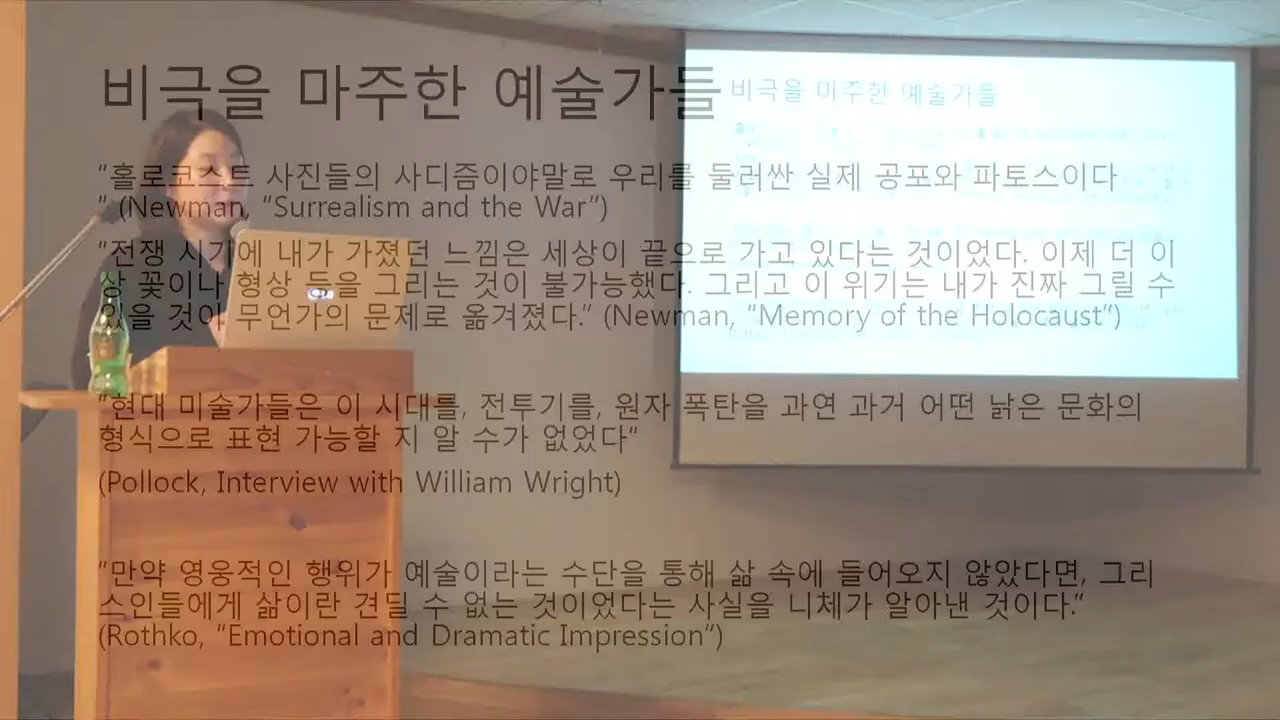 비극을 마주한 예술가들
비극을 마주한 예술가들
“홀로코스트 사진들의 사디즘이야말로 우리를 둘러싼 실제 공포와 파토스이다
” (Newman, “Surrealism and the War”)
“전쟁 시기에 내가 가졌던 느낌은 세상이 끝으로 가고 있다는 것이었다. 이제 더 이
상 꽃이나 형상 들을 그리는 것이 불가능했다. 그리고 이 위기는 내가 진짜 그릴 수
있을 것이 무언가의 문제로 옮겨졌다.” (Newman, “Memory of the Holocaust”)
“현대 미술가들은 이 시대를, 전투기를, 원자 폭탄을 과연 과거 어떤 낡은 문화의
형식으로 표현 가능할 지 알 수가 없었다”
(Pollock, Interview with William Wright)
“만약 영웅적인 행위가 예술이라는 수단을 통해 삶 속에 들어오지 않았다면, 그리
스인들에게 삶이란 견딜 수 없는 것이었다는 사실을 니체가 알아낸 것이다.”
(Rothko, “Emotional and Dramatic Impression”)